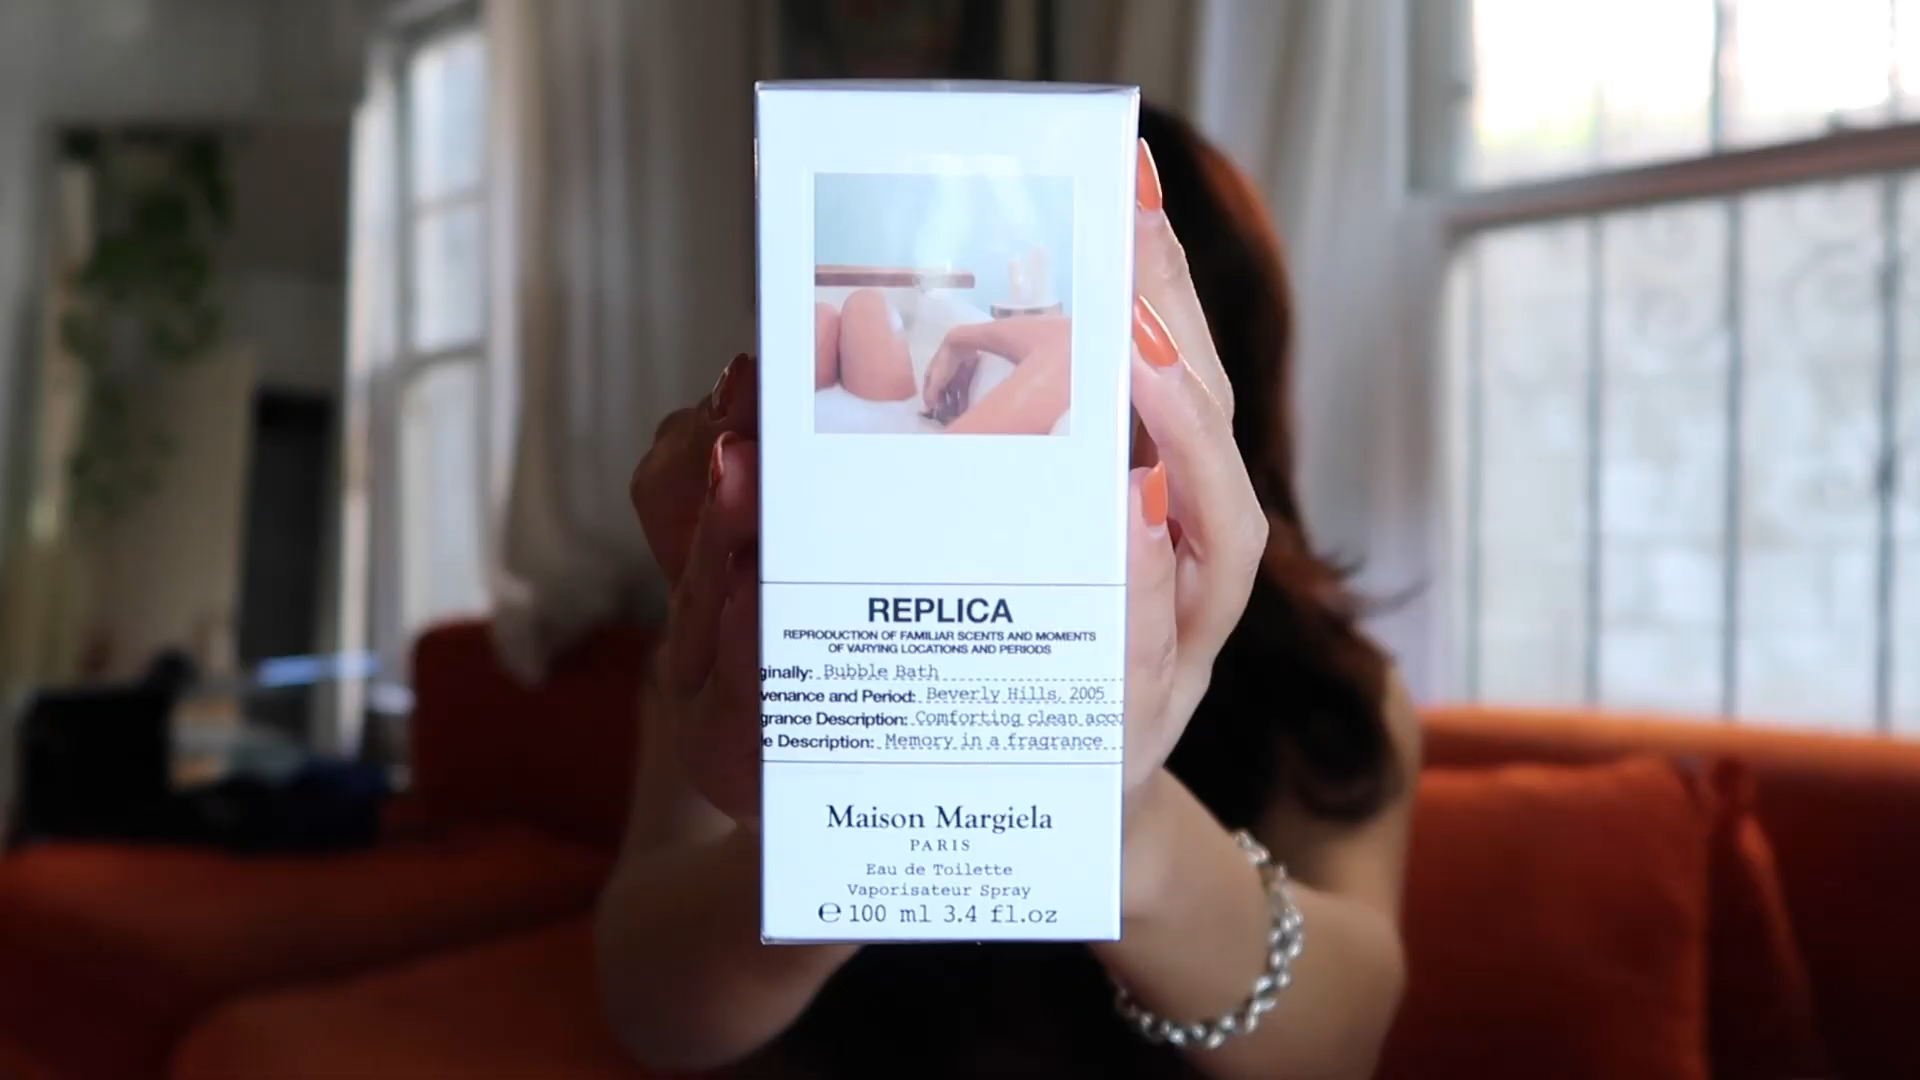 REPLICA
REPRODUCTION OF FAMILIAR SCENTS AND MOMENTS
OF VARYING LOCATIONS AND PERIODS
ginally: Bubble Bath
venance and Period: Beverly Hills, 2005
grance Description: Comforting clean acco
e Description: Memory in a fragrance
Maison Margiela
PARIS
Eau de Toilette
Vaporisateur Spray
℮ 100 ml 3.4 fl.oz